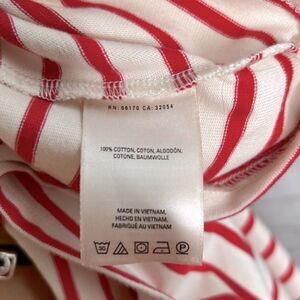 RN: 66170 CA: 32054
100% COTTON, COTON, ALGODÓN,
COTONE, BAUMWOLLE
MADE IN VIETNAM,
HECHO EN VIETNAM,
FABRIQUÉ AU VIETNAM
30
P